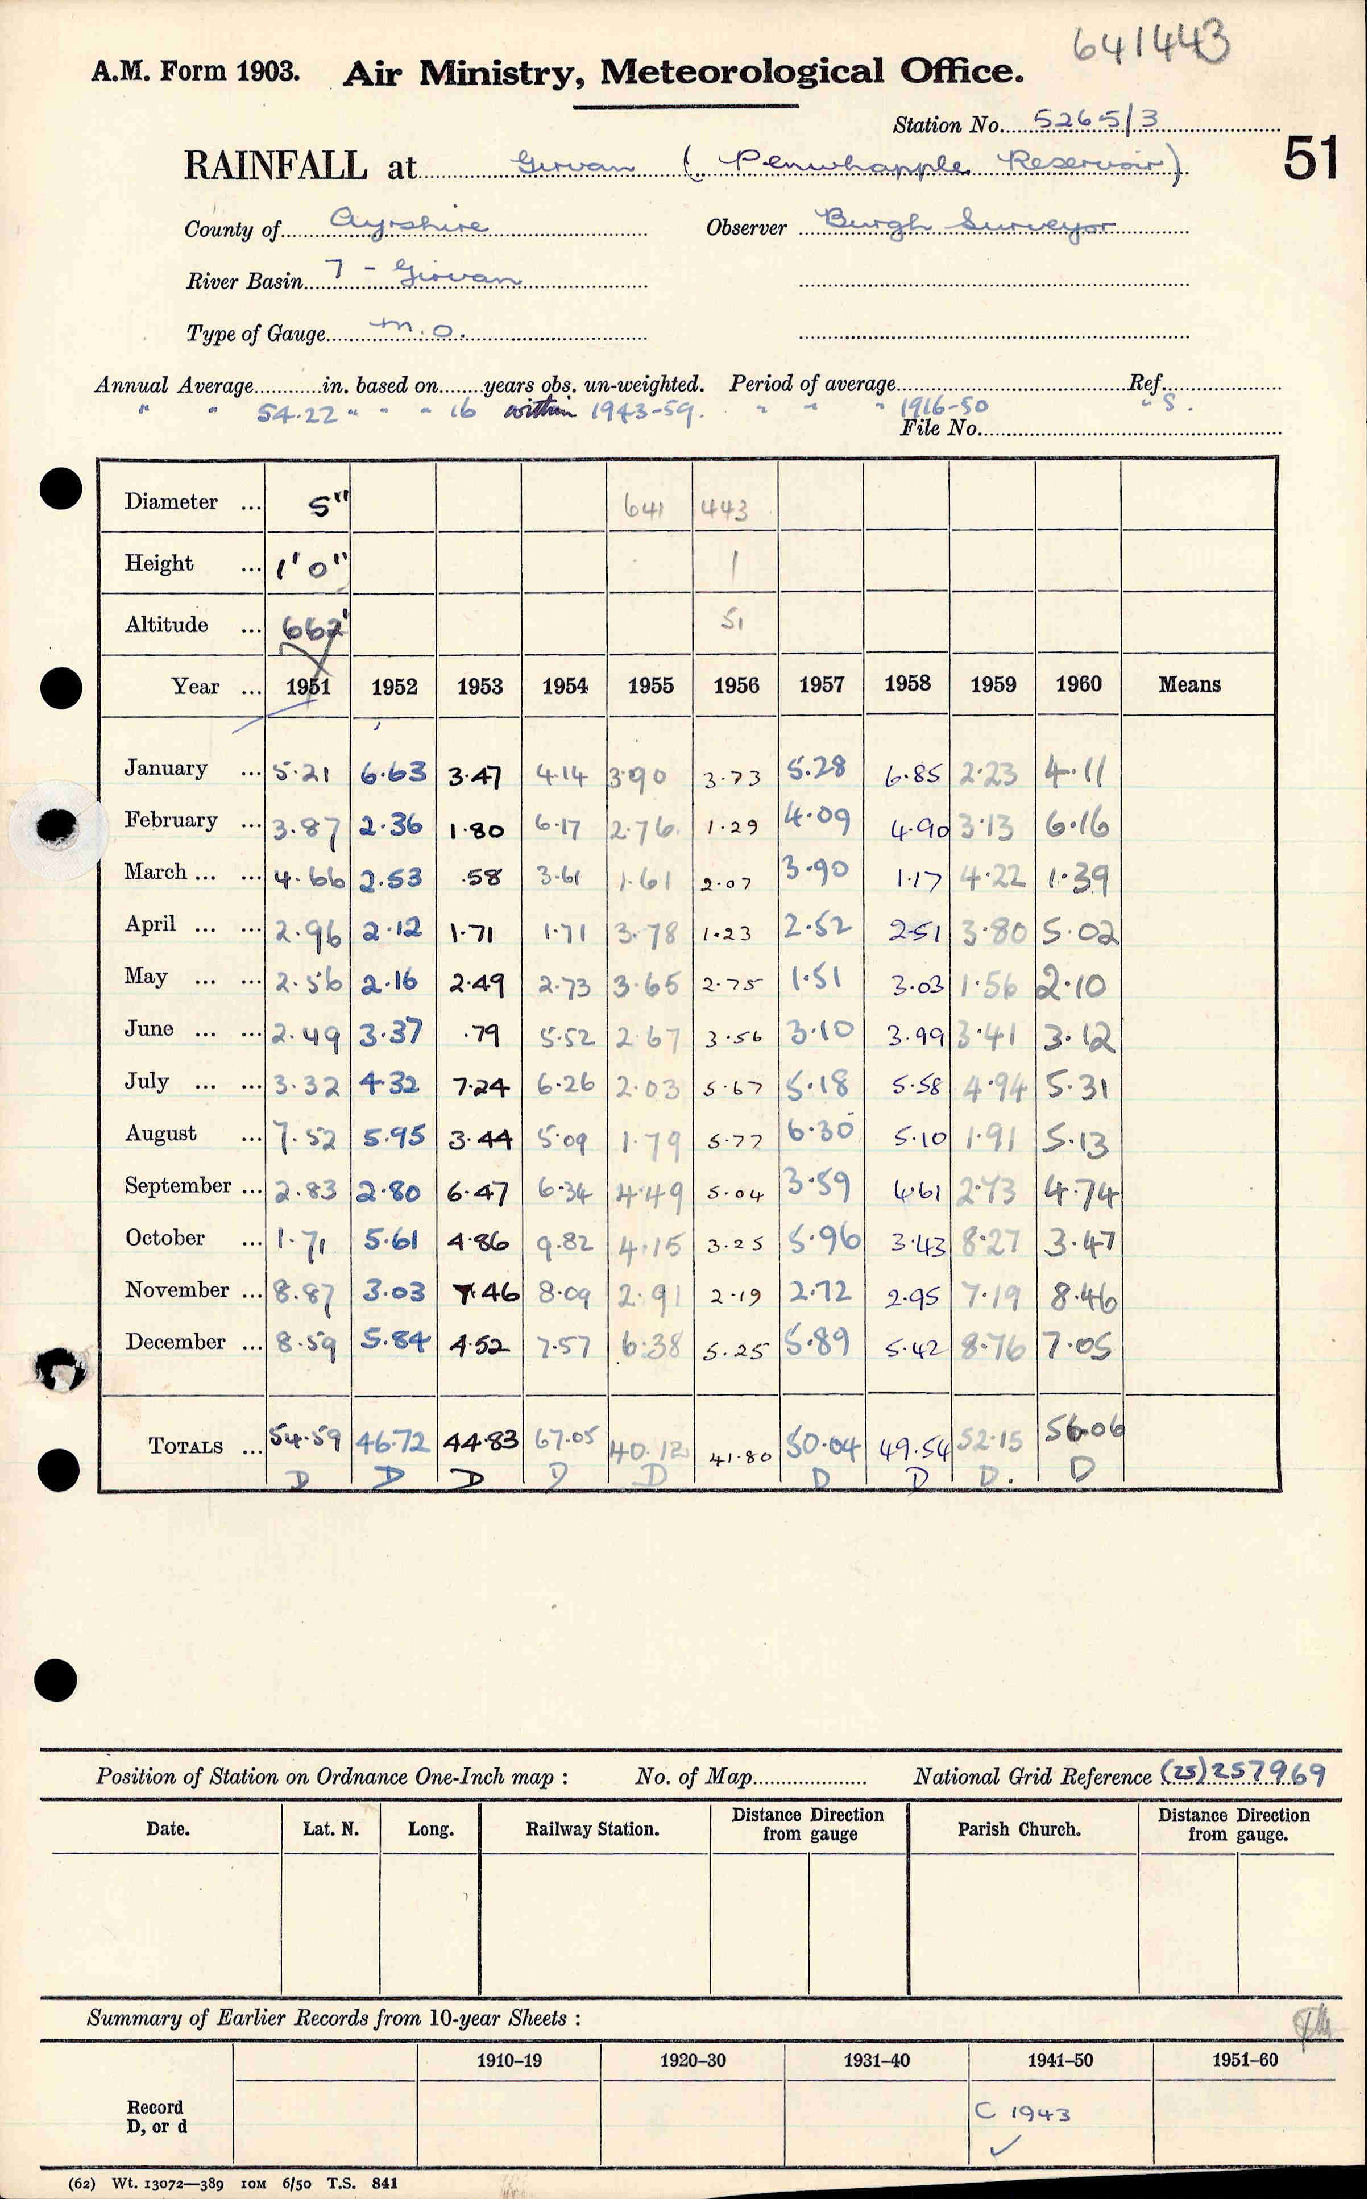 641443
A.M. Form 1903. Air Ministry, Meteorological Office.
Station No. 5265/3
RAINFALL at Girvan (Penwhapple Reservoir) 51
County of Ayrshire Observer Burgh Surveyor
River Basin 7 - Girvan
Type of Gauge M.O.
Annual Average in. based on years obs. un-weighted. Period of average Ref.
" " 54.22 " " " 16 within 1943-59. " " " 1916-50 " S.
File No.
Diameter ... 5" 641 443
Height ... 1' 0" 1
Altitude ... 662' 51
Year ... 1951 1952 1953 1954 1955 1956 1957 1958 1959 1960 Means
January ... 5.21 6.63 3.47 4.14 3.90 3.73 5.28 6.85 2.23 4.11
February ... 3.87 2.36 1.80 6.17 2.76 1.29 4.09 4.90 3.13 6.16
March ... ... 4.66 2.53 .58 3.61 1.61 2.07 3.90 1.17 4.22 1.39
April ... ... 2.96 2.12 1.71 1.71 3.78 1.23 2.52 2.51 3.80 5.02
May ... ... 2.56 2.16 2.49 2.73 3.65 2.75 1.51 3.03 1.56 2.10
June ... ... 2.49 3.37 .79 5.52 2.67 3.56 3.10 3.99 3.41 3.12
July ... ... 3.32 4.32 7.24 6.26 2.03 5.67 5.18 5.58 4.94 5.31
August ... 7.52 5.95 3.44 5.09 1.79 5.77 6.30 5.10 1.91 5.13
September ... 2.83 2.80 6.47 6.34 4.49 5.04 3.59 4.61 2.73 4.74
October ... 1.71 5.61 4.86 9.82 4.15 3.25 5.96 3.43 8.27 3.47
November ... 8.87 3.03 7.46 8.09 2.91 2.19 2.72 2.95 7.19 8.46
December ... 8.59 5.84 4.52 7.57 6.38 5.25 5.89 5.42 8.76 7.05
TOTALS ... 54.59 46.72 44.83 67.05 40.12 41.80 50.04 49.54 52.15 56.06
D D D D D D D D. D
Position of Station on Ordnance One-Inch map : No. of Map National Grid Reference (25) 257969
Date. Lat. N. Long. Railway Station. Distance from gauge Direction Parish Church. Distance from gauge. Direction
Summary of Earlier Records from 10-year Sheets :
1910–19 1920–30 1931–40 1941–50 1951–60
Record D, or d C 1943 ✓
(62) Wt. 13072—389 10M 6/50 T.S. 841